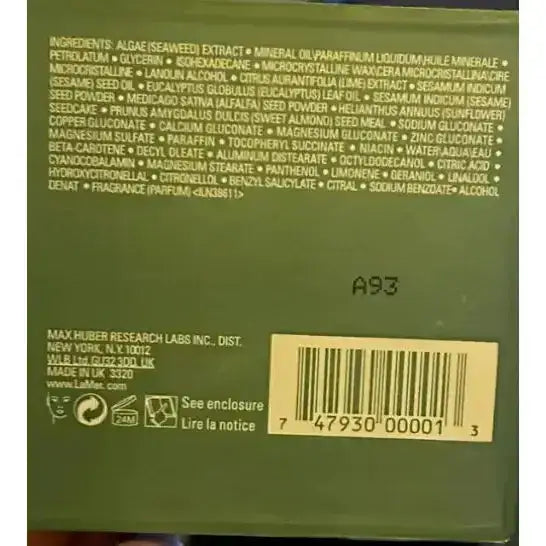 INGREDIENTS: ALGAE (SEAWEED) EXTRACT • MINERAL OIL\PARAFFINUM LIQUIDUM\HUILE MINERALE •
PETROLATUM • GLYCERIN • ISOHEXADECANE • MICROCRYSTALLINE WAX\CERA MICROCRISTALLINA\CIRE
MICROCRISTALLINE • LANOLIN ALCOHOL • CITRUS AURANTIFOLIA (LIME) EXTRACT • SESAMUM INDICUM
(SESAME) SEED OIL • EUCALYPTUS GLOBULUS (EUCALYPTUS) LEAF OIL • SESAMUM INDICUM (SESAME)
SEED POWDER • MEDICAGO SATIVA (ALFALFA) SEED POWDER • HELIANTHUS ANNUUS (SUNFLOWER)
SEEDCAKE • PRUNUS AMYGDALUS DULCIS (SWEET ALMOND) SEED MEAL • SODIUM GLUCONATE •
COPPER GLUCONATE • CALCIUM GLUCONATE • MAGNESIUM GLUCONATE • ZINC GLUCONATE •
MAGNESIUM SULFATE • PARAFFIN • TOCOPHERYL SUCCINATE • NIACIN • WATER\AQUA\EAU •
BETA-CAROTENE • DECYL OLEATE • ALUMINUM DISTEARATE • OCTYLDODECANOL • CITRIC ACID •
CYANOCOBALAMIN • MAGNESIUM STEARATE • PANTHENOL • LIMONENE • GERANIOL • LINALOOL •
HYDROXYCITRONELLAL • CITRONELLOL • BENZYL SALICYLATE • CITRAL • SODIUM BENZOATE • ALCOHOL
DENAT • FRAGRANCE (PARFUM) <ILN38611>
A93
MAX HUBER RESEARCH LABS INC., DIST.
NEW YORK, N.Y. 10012
WLB Ltd. GU32 3DD, UK
MADE IN UK 3320
www.LaMer.com
24M
See enclosure
Lire la notice
7 47930 00001 3